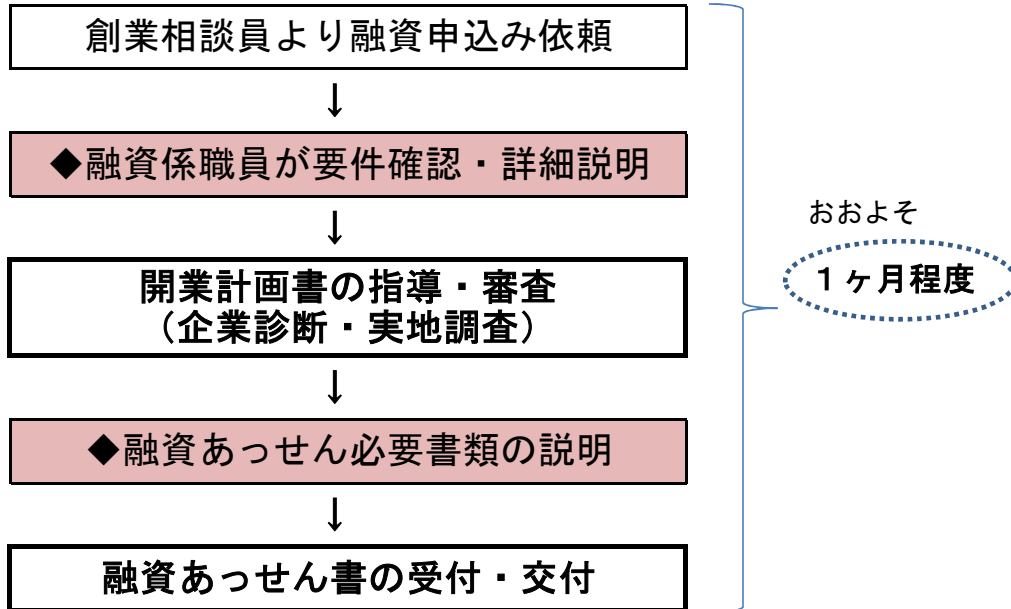 創業相談員より融資申込み依頼
↓
◆融資係職員が要件確認・詳細説明
↓
開業計画書の指導・審査
（企業診断・実地調査）
↓
◆融資あっせん必要書類の説明
↓
融資あっせん書の受付・交付
おおよそ
１ヶ月程度